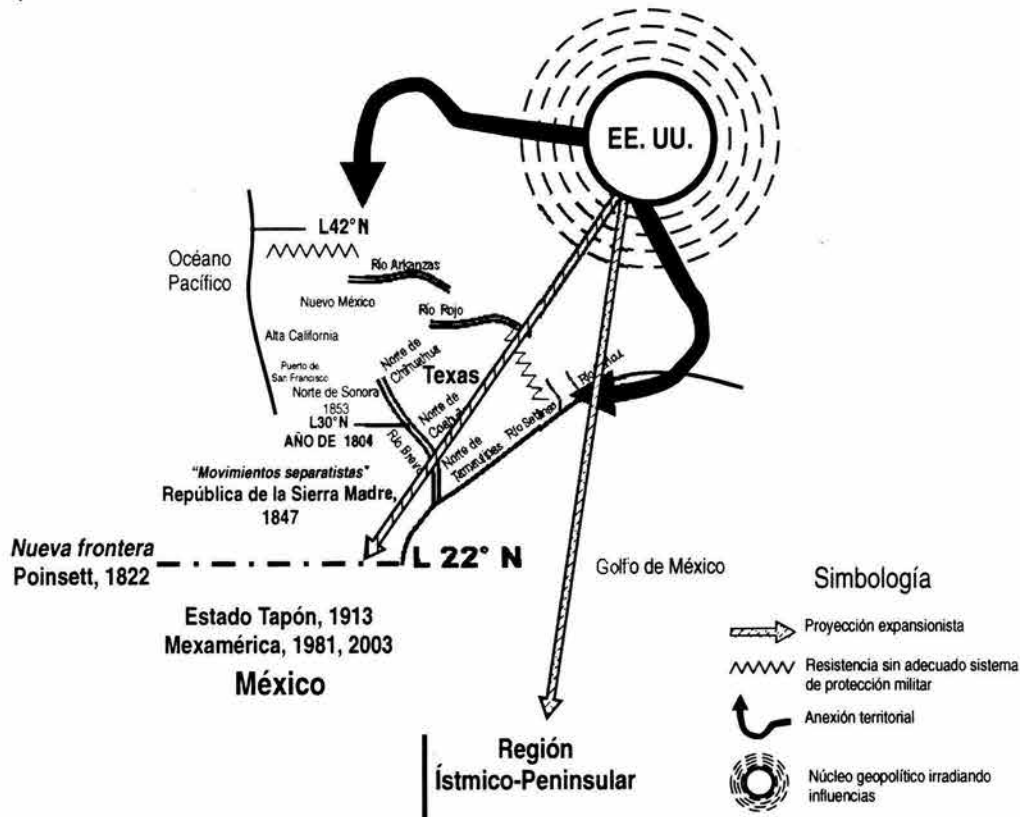 EE. UU.
L42° N
Océano
Pacífico
Río Arkanzas
Nuevo México
Río Rojo
Alta California
Norte de
Chihuahua
Texas
Puerto de
San Francisco
Norte de Sonora
1853
Norte de
L30°N
AÑO DE 1804
Río Bravo
Norte de
Tamaulipas
Río
"Movimientos separatistas"
República de la Sierra Madre,
1847
Nueva frontera
Poinsett, 1822
L 22° N
Golfo de México
Estado Tapón, 1913
Mexamérica, 1981, 2003
México
Región
Ístmico-Peninsular
Simbología
Proyección expansionista
Resistencia sin adecuado sistema
de protección militar
Anexión territorial
Núcleo geopolítico irradiando
influencias